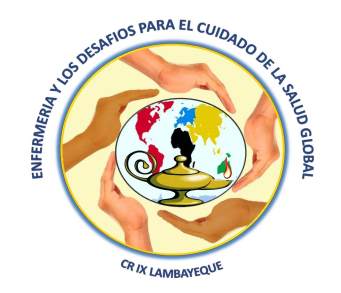 ENFERMERIA Y LOS DESAFIOS PARA EL CUIDADO DE LA SALUD GLOBAL
CR IX LAMBAYEQUE